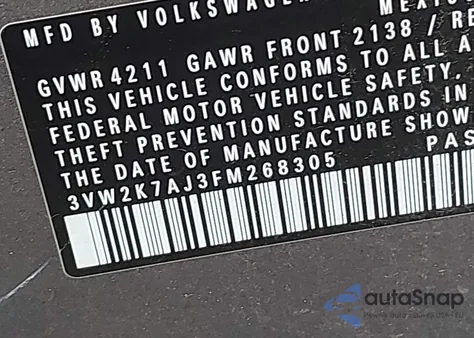 MFD BY VOLKSWAGEN
MEXICO
GVWR 4211 GAWR FRONT 2138 / RE
THIS VEHICLE CONFORMS TO ALL A
FEDERAL MOTOR VEHICLE SAFETY,
THEFT PREVENTION STANDARDS IN
THE DATE OF MANUFACTURE SHOW
3VW2K7AJ3FM268305
PAS
autoSnap